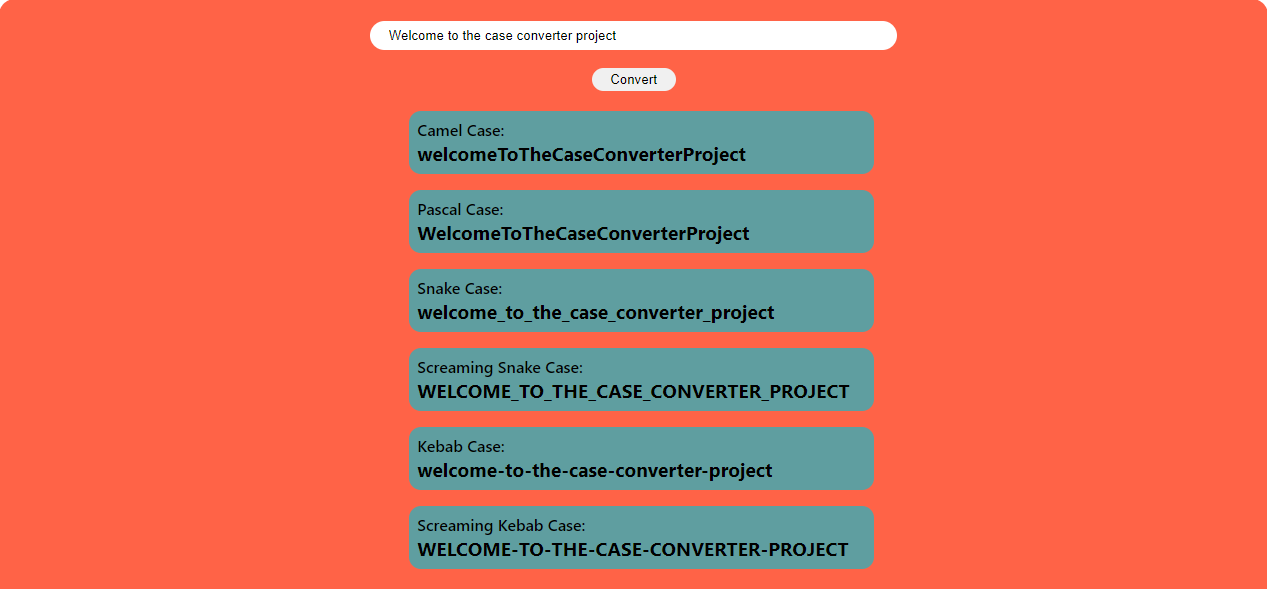 Welcome to the case converter project
Convert
Camel Case:
welcomeToTheCaseConverterProject
Pascal Case:
WelcomeToTheCaseConverterProject
Snake Case:
welcome_to_the_case_converter_project
Screaming Snake Case:
WELCOME_TO_THE_CASE_CONVERTER_PROJECT
Kebab Case:
welcome-to-the-case-converter-project
Screaming Kebab Case:
WELCOME-TO-THE-CASE-CONVERTER-PROJECT